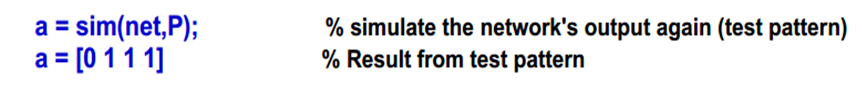 a = sim(net,P); % simulate the network's output again (test pattern)
a = [0 1 1 1] % Result from test pattern